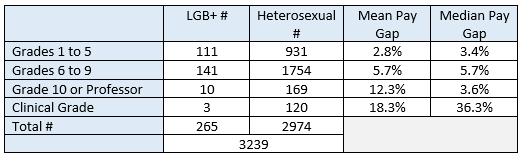 LGB+ # Heterosexual # Mean Pay Gap Median Pay Gap
Grades 1 to 5 111 931 2.8% 3.4%
Grades 6 to 9 141 1754 5.7% 5.7%
Grade 10 or Professor 10 169 12.3% 3.6%
Clinical Grade 3 120 18.3% 36.3%
Total # 265 2974
3239